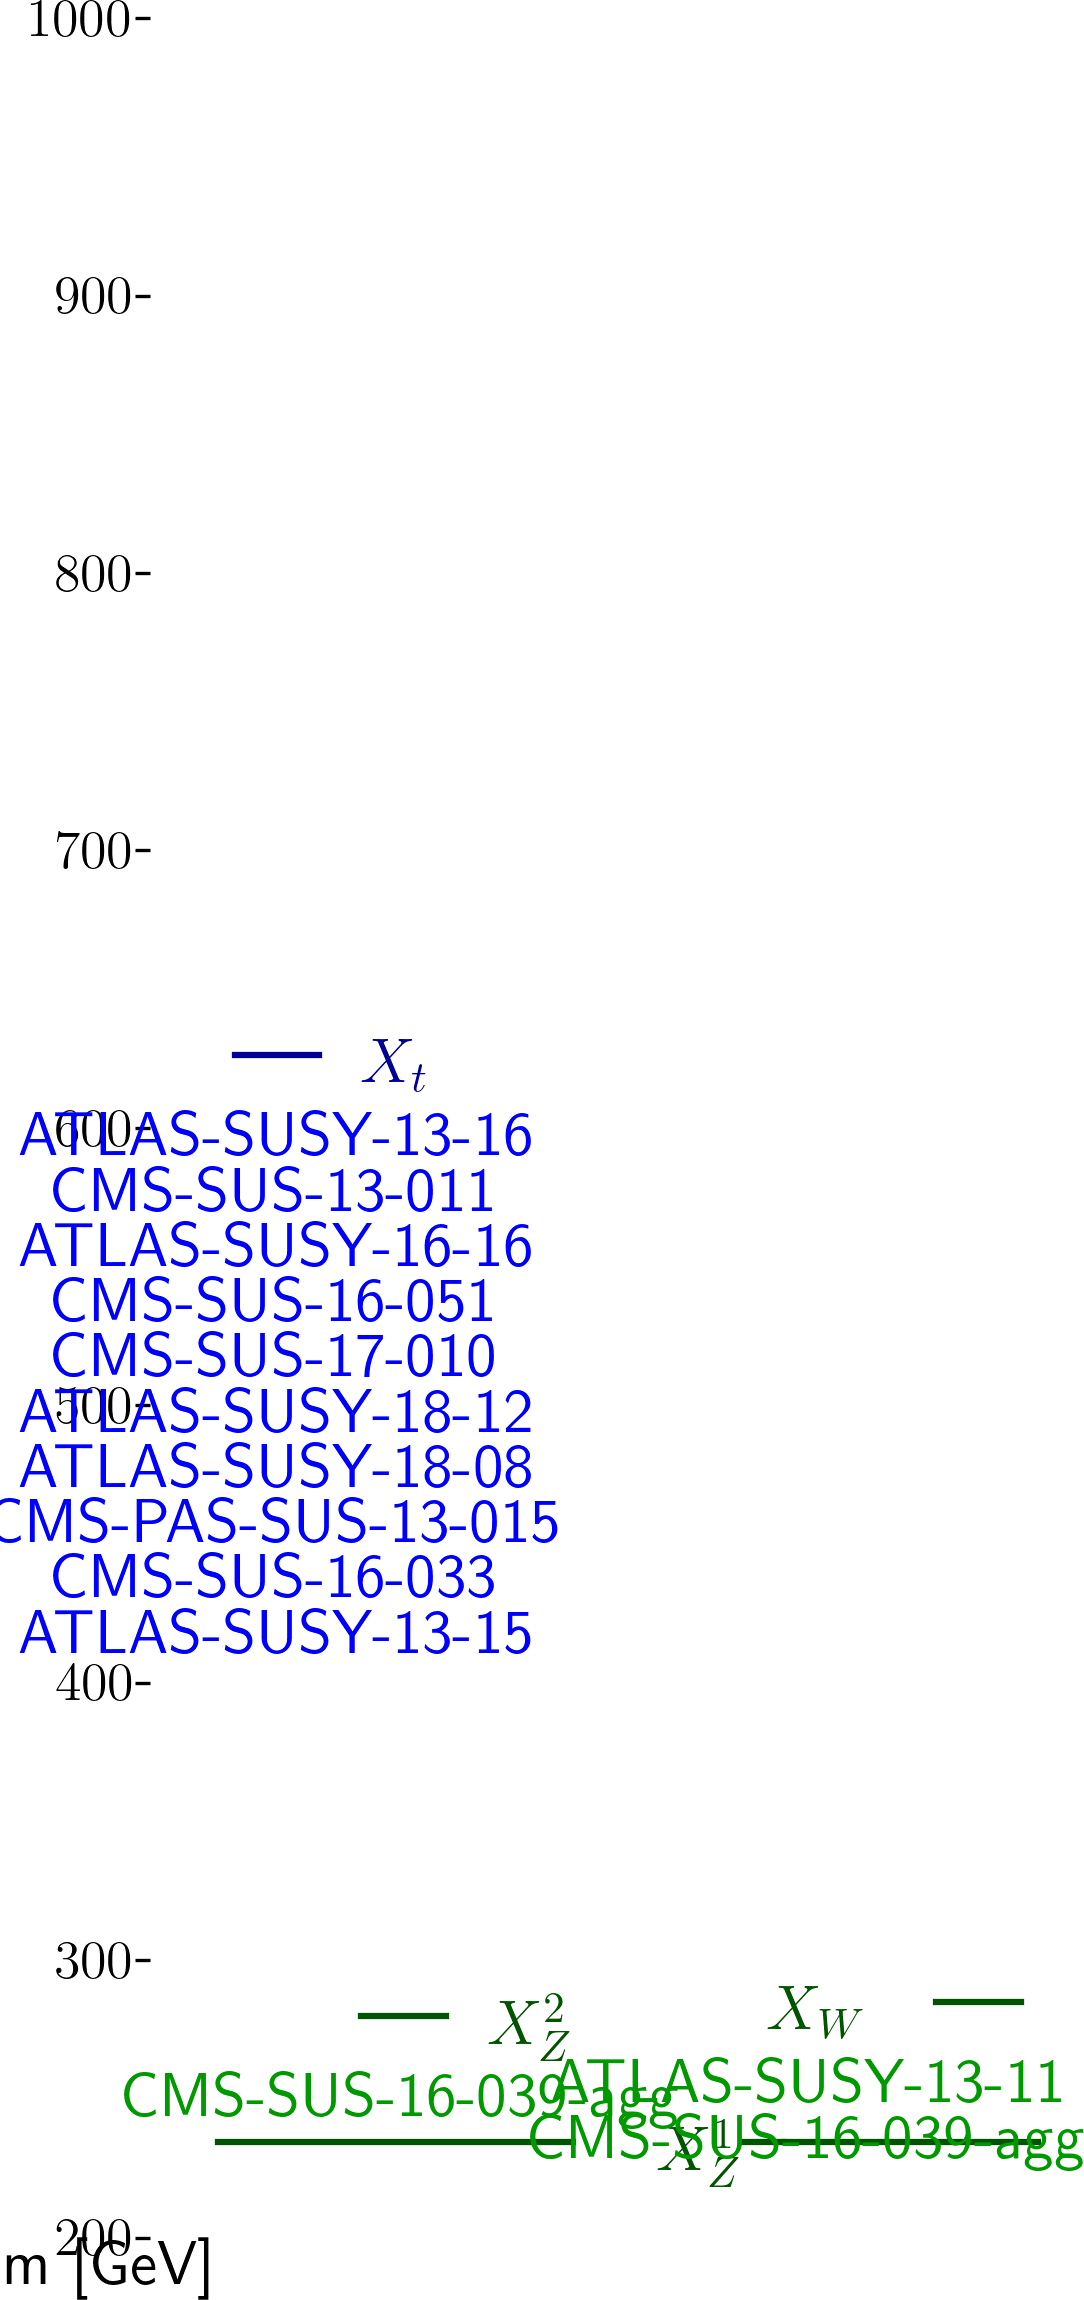 1000
900
800
700
X_t
600
ATLAS-SUSY-13-16
CMS-SUS-13-011
ATLAS-SUSY-16-16
CMS-SUS-16-051
CMS-SUS-17-010
500
ATLAS-SUSY-18-12
ATLAS-SUSY-18-08
CMS-PAS-SUS-13-015
CMS-SUS-16-033
ATLAS-SUSY-13-15
400
300
X_Z^2
X_W
CMS-SUS-16-039-agg
ATLAS-SUSY-13-11
CMS-SUS-16-039-agg
X_Z^1
200
m [GeV]